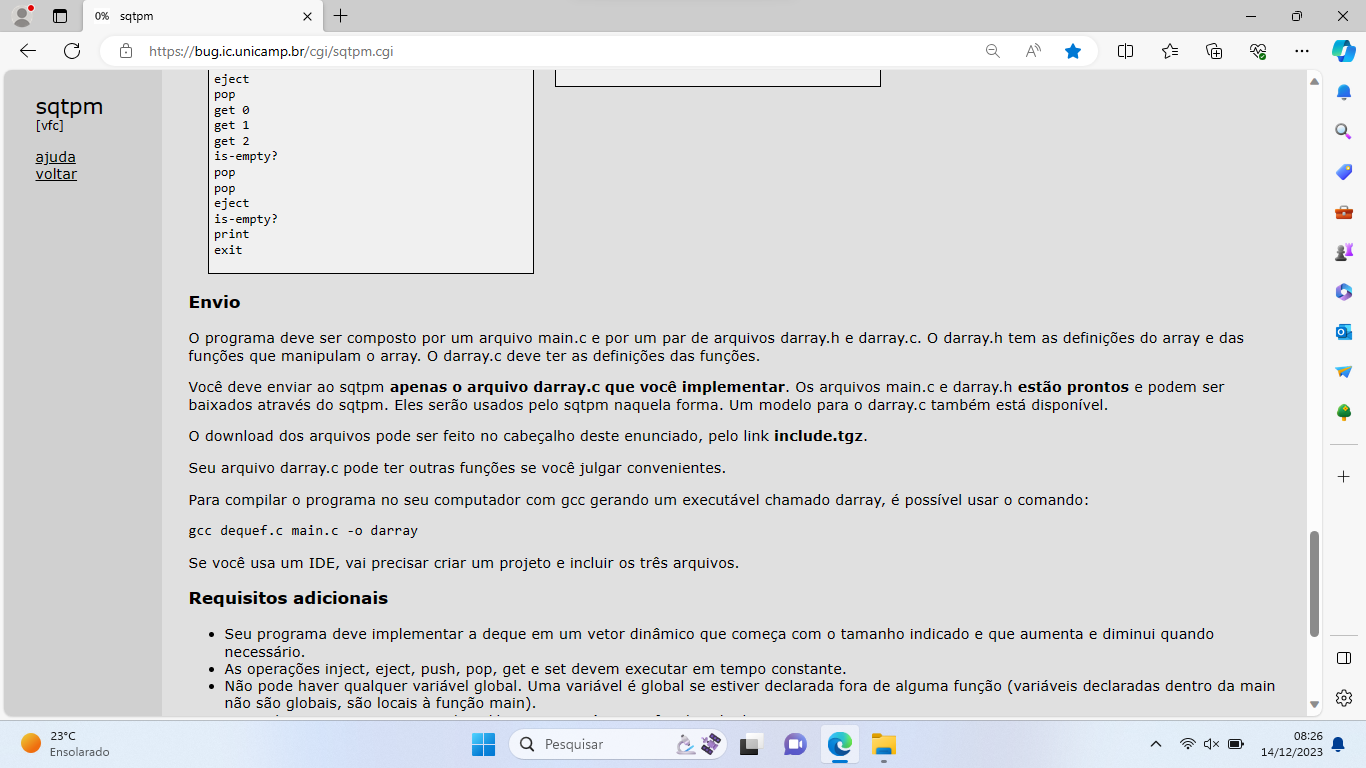 0% sqtpm
https://bug.ic.unicamp.br/cgi/sqtpm.cgi
sqtpm
[vfc]
ajuda
voltar
eject
pop
get 0
get 1
get 2
is-empty?
pop
pop
eject
is-empty?
print
exit
Envio
O programa deve ser composto por um arquivo main.c e por um par de arquivos darray.h e darray.c. O darray.h tem as definições do array e das
funções que manipulam o array. O darray.c deve ter as definições das funções.
Você deve enviar ao sqtpm apenas o arquivo darray.c que você implementar. Os arquivos main.c e darray.h estão prontos e podem ser
baixados através do sqtpm. Eles serão usados pelo sqtpm naquela forma. Um modelo para o darray.c também está disponível.
O download dos arquivos pode ser feito no cabeçalho deste enunciado, pelo link include.tgz.
Seu arquivo darray.c pode ter outras funções se você julgar convenientes.
Para compilar o programa no seu computador com gcc gerando um executável chamado darray, é possível usar o comando:
gcc dequef.c main.c -o darray
Se você usa um IDE, vai precisar criar um projeto e incluir os três arquivos.
Requisitos adicionais
• Seu programa deve implementar a deque em um vetor dinâmico que começa com o tamanho indicado e que aumenta e diminui quando
necessário.
• As operações inject, eject, push, pop, get e set devem executar em tempo constante.
• Não pode haver qualquer variável global. Uma variável é global se estiver declarada fora de alguma função (variáveis declaradas dentro da main
não são globais, são locais à função main).
23°C
Ensolarado
Pesquisar
08:26
14/12/2023